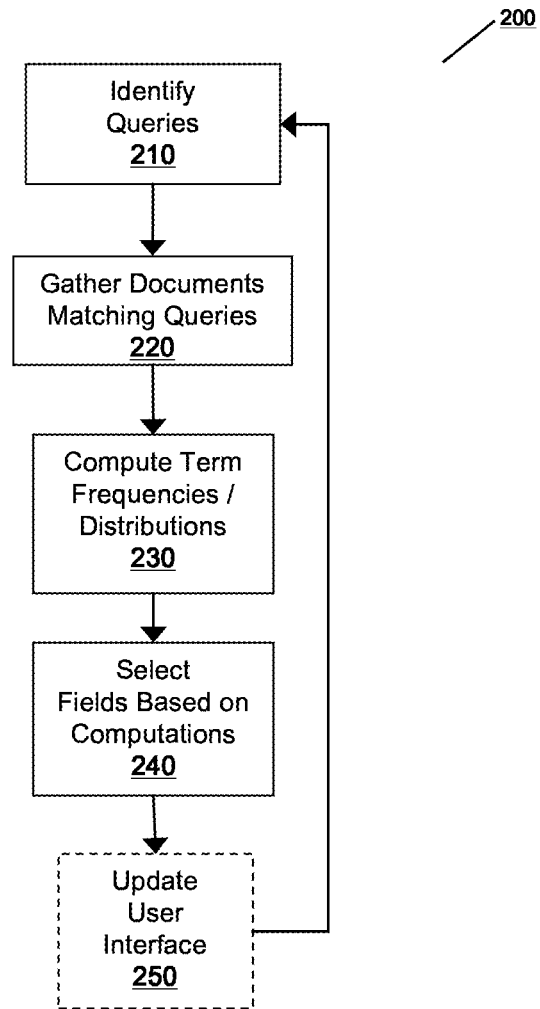 200
Identify
Queries
210
Gather Documents
Matching Queries
220
Compute Term
Frequencies /
Distributions
230
Select
Fields Based on
Computations
240
Update
User
Interface
250